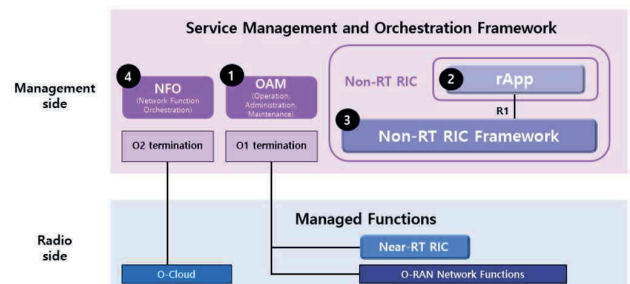 Service Management and Orchestration Framework
Management
side
4
NFO
(Network Function
Orchestration)
1
OAM
(Operation,
Administration,
Maintenance)
Non-RT RIC
2
rApp
R1
3
Non-RT RIC Framework
O2 termination
O1 termination
Radio
side
Managed Functions
Near-RT RIC
O-Cloud
O-RAN Network Functions